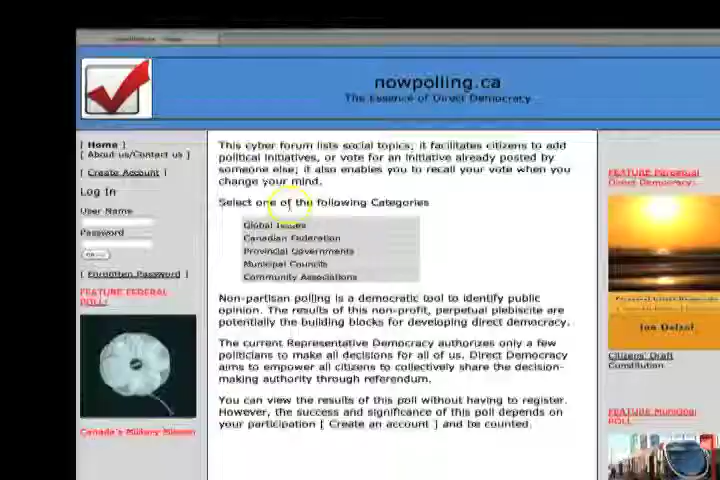 nowpolling.ca
The Essence of Direct Democracy
[ Home ]
[ About us/Contact us ]
[ Create Account ]
Log In
User Name
Password
[ Forgotten Password ]
FEATURE FEDERAL
POLL:
Canada's Military Mission
This cyber forum lists social topics; it facilitates citizens to add
political initiatives, or vote for an initiative already posted by
someone else; it also enables you to recall your vote when you
change your mind.
Select one of the following Categories
Global Issues
Canadian Federation
Provincial Governments
Municipal Councils
Community Associations
Non-partisan polling is a democratic tool to identify public
opinion. The results of this non-profit, perpetual plebiscite are
potentially the building blocks for developing direct democracy.
The current Representative Democracy authorizes only a few
politicians to make all decisions for all of us. Direct Democracy
aims to empower all citizens to collectively share the decision-
making authority through referendum.
You can view the results of this poll without having to register.
However, the success and significance of this poll depends on
your participation [ Create an account ] and be counted.
FEATURE Perpetual
Direct Democracy:
Citizens' Draft
Constitution
FEATURE Municipal
POLL